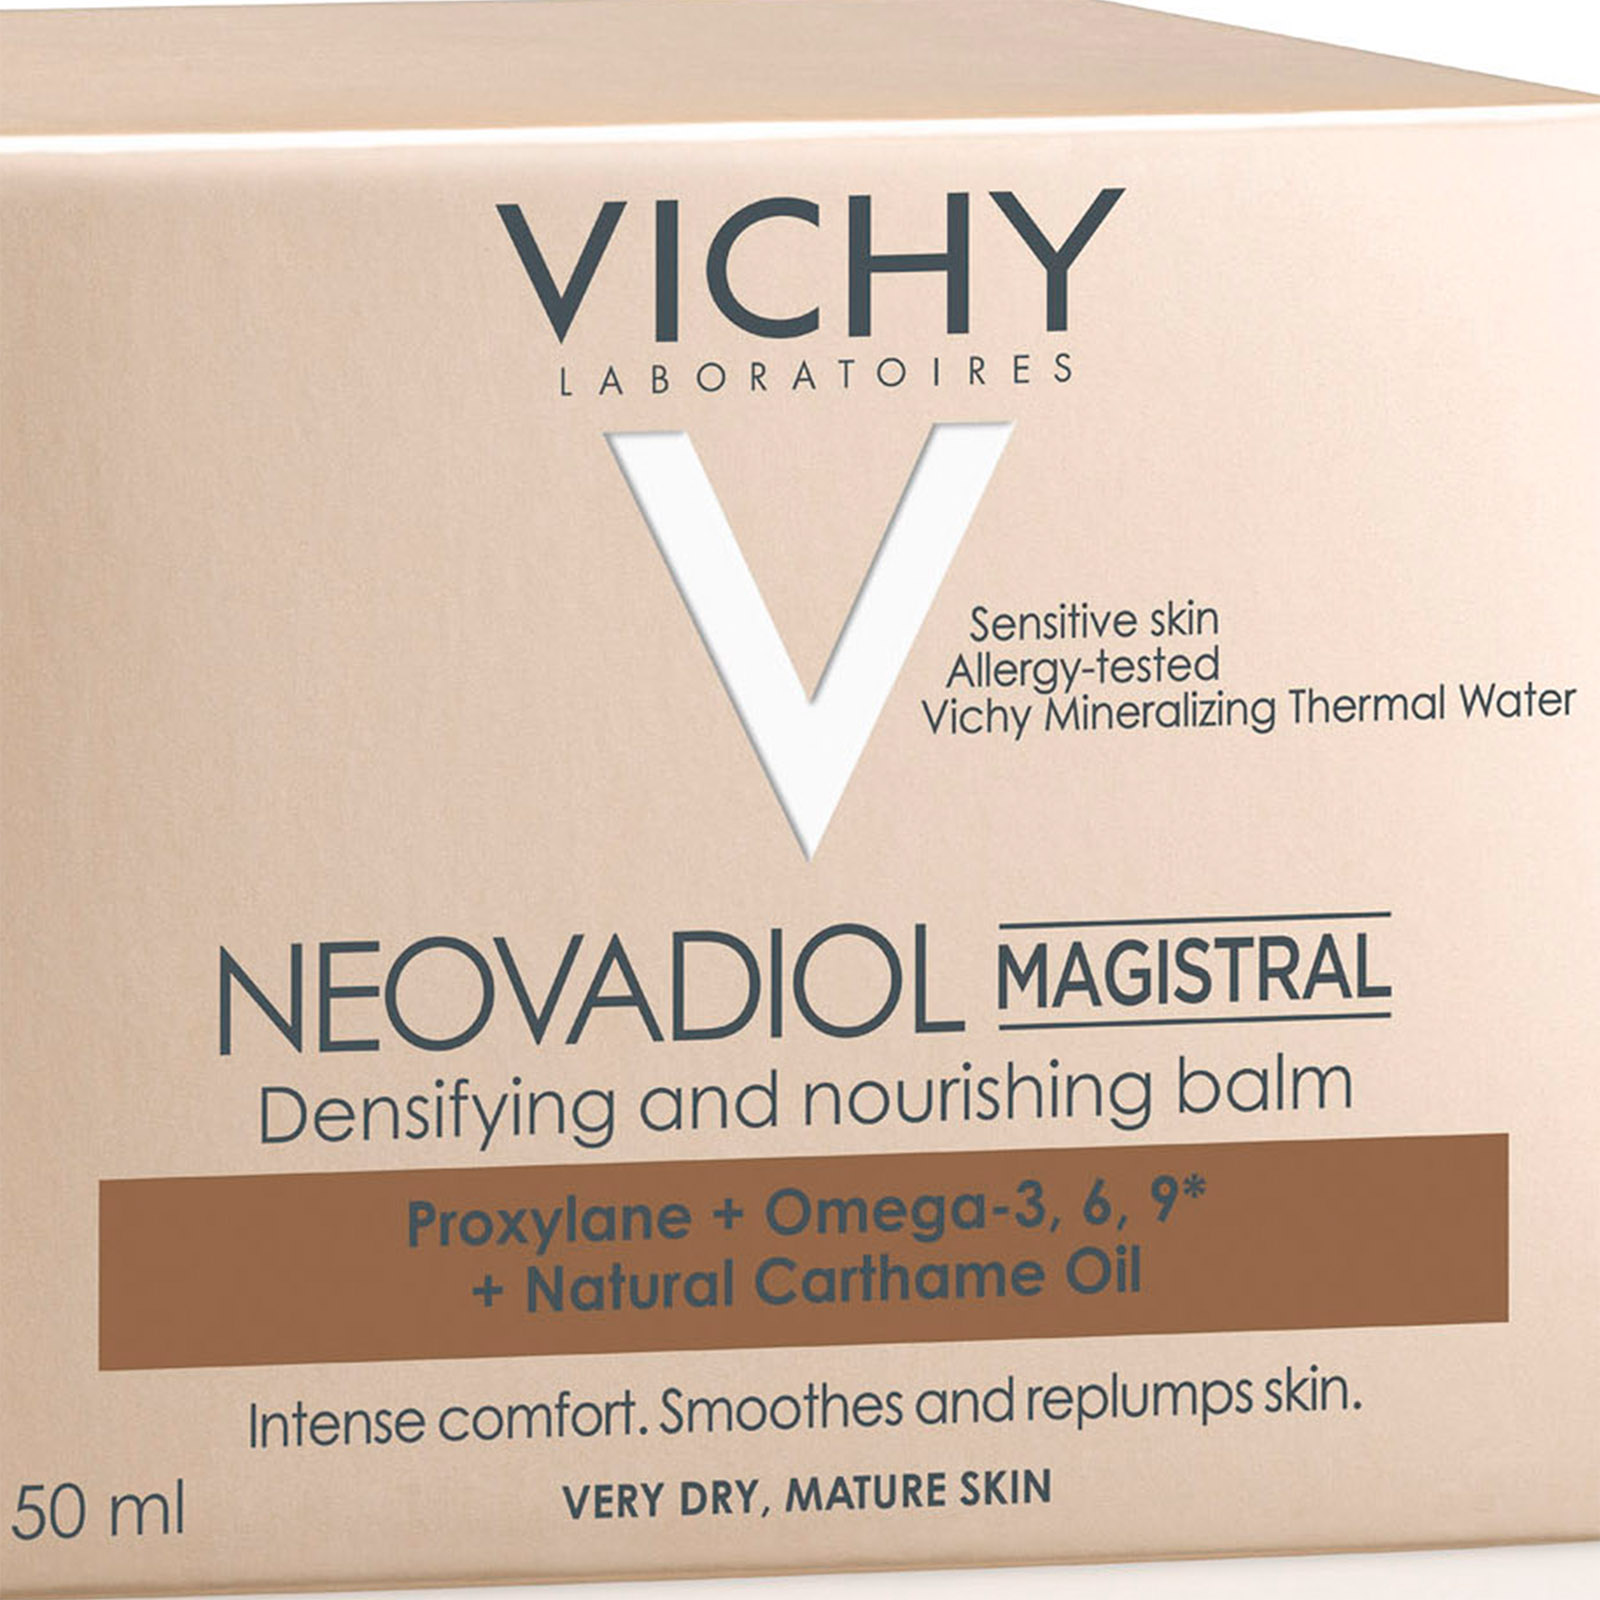 VICHY
LABORATOIRES
V
Sensitive skin
Allergy-tested
Vichy Mineralizing Thermal Water
NEOVADIOL MAGISTRAL
Densifying and nourishing balm
Proxylane + Omega-3, 6, 9*
+ Natural Carthame Oil
Intense comfort. Smoothes and replumps skin.
50 ml
VERY DRY, MATURE SKIN